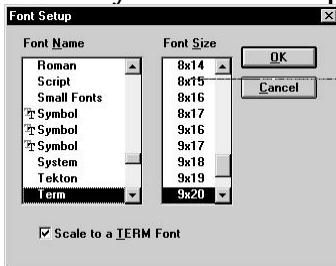 Font Setup
Font Name
Font Size
Roman
Script
Small Fonts
Symbol
Symbol
Symbol
System
Tekton
Term
8x14
8x15
8x16
8x17
9x16
9x17
9x18
9x19
9x20
OK
Cancel
Scale to a TERM Font